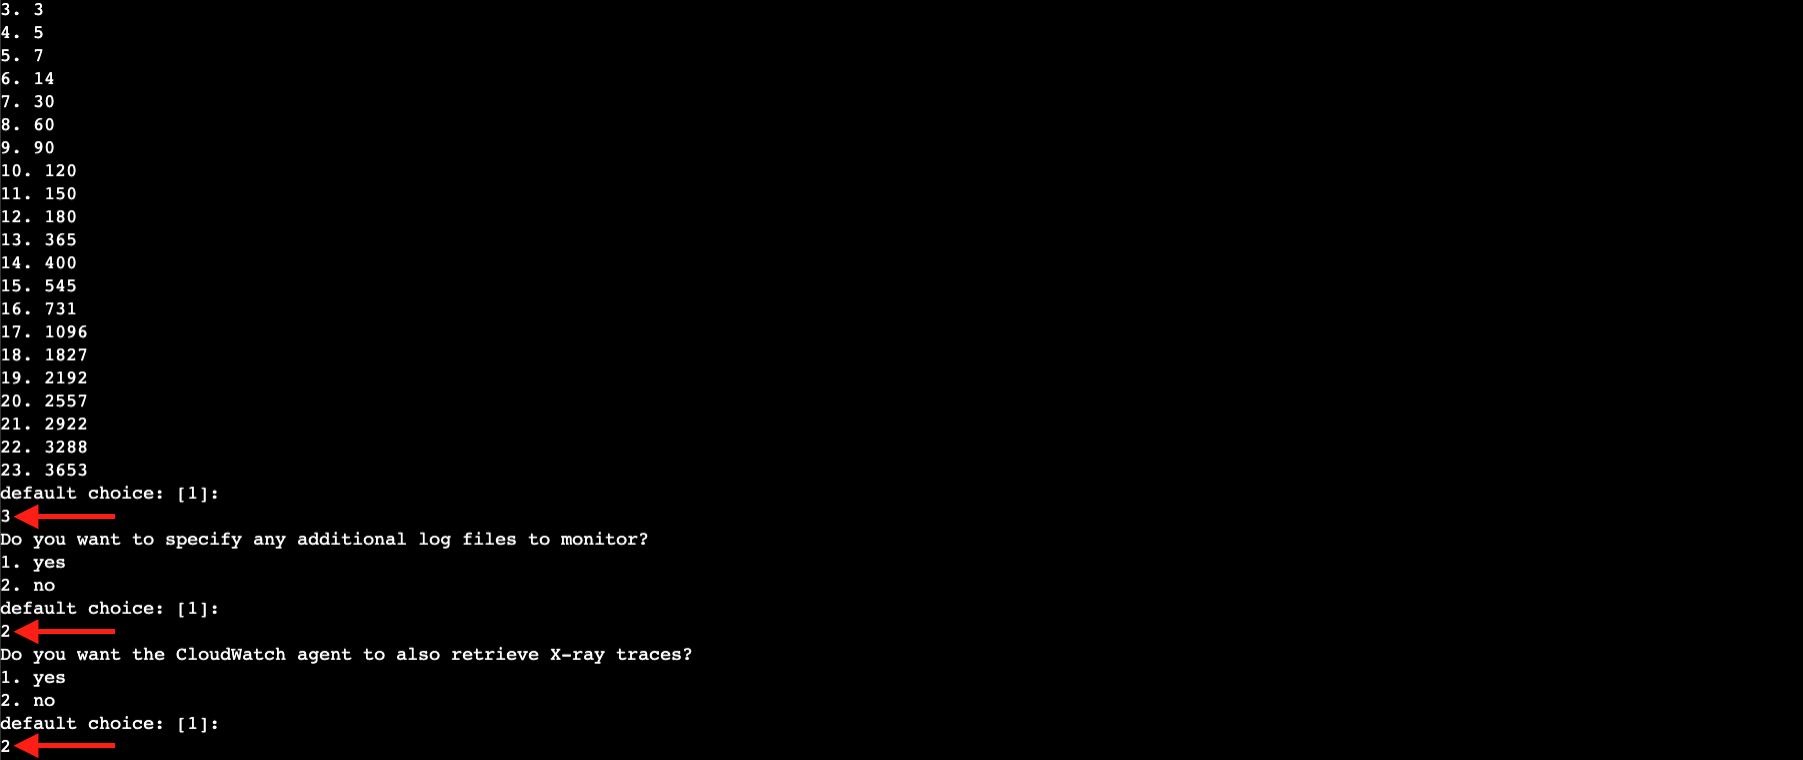 3. 3
4. 5
5. 7
6. 14
7. 30
8. 60
9. 90
10. 120
11. 150
12. 180
13. 365
14. 400
15. 545
16. 731
17. 1096
18. 1827
19. 2192
20. 2557
21. 2922
22. 3288
23. 3653
default choice: [1]:
3
Do you want to specify any additional log files to monitor?
1. yes
2. no
default choice: [1]:
2
Do you want the CloudWatch agent to also retrieve X-ray traces?
1. yes
2. no
default choice: [1]:
2